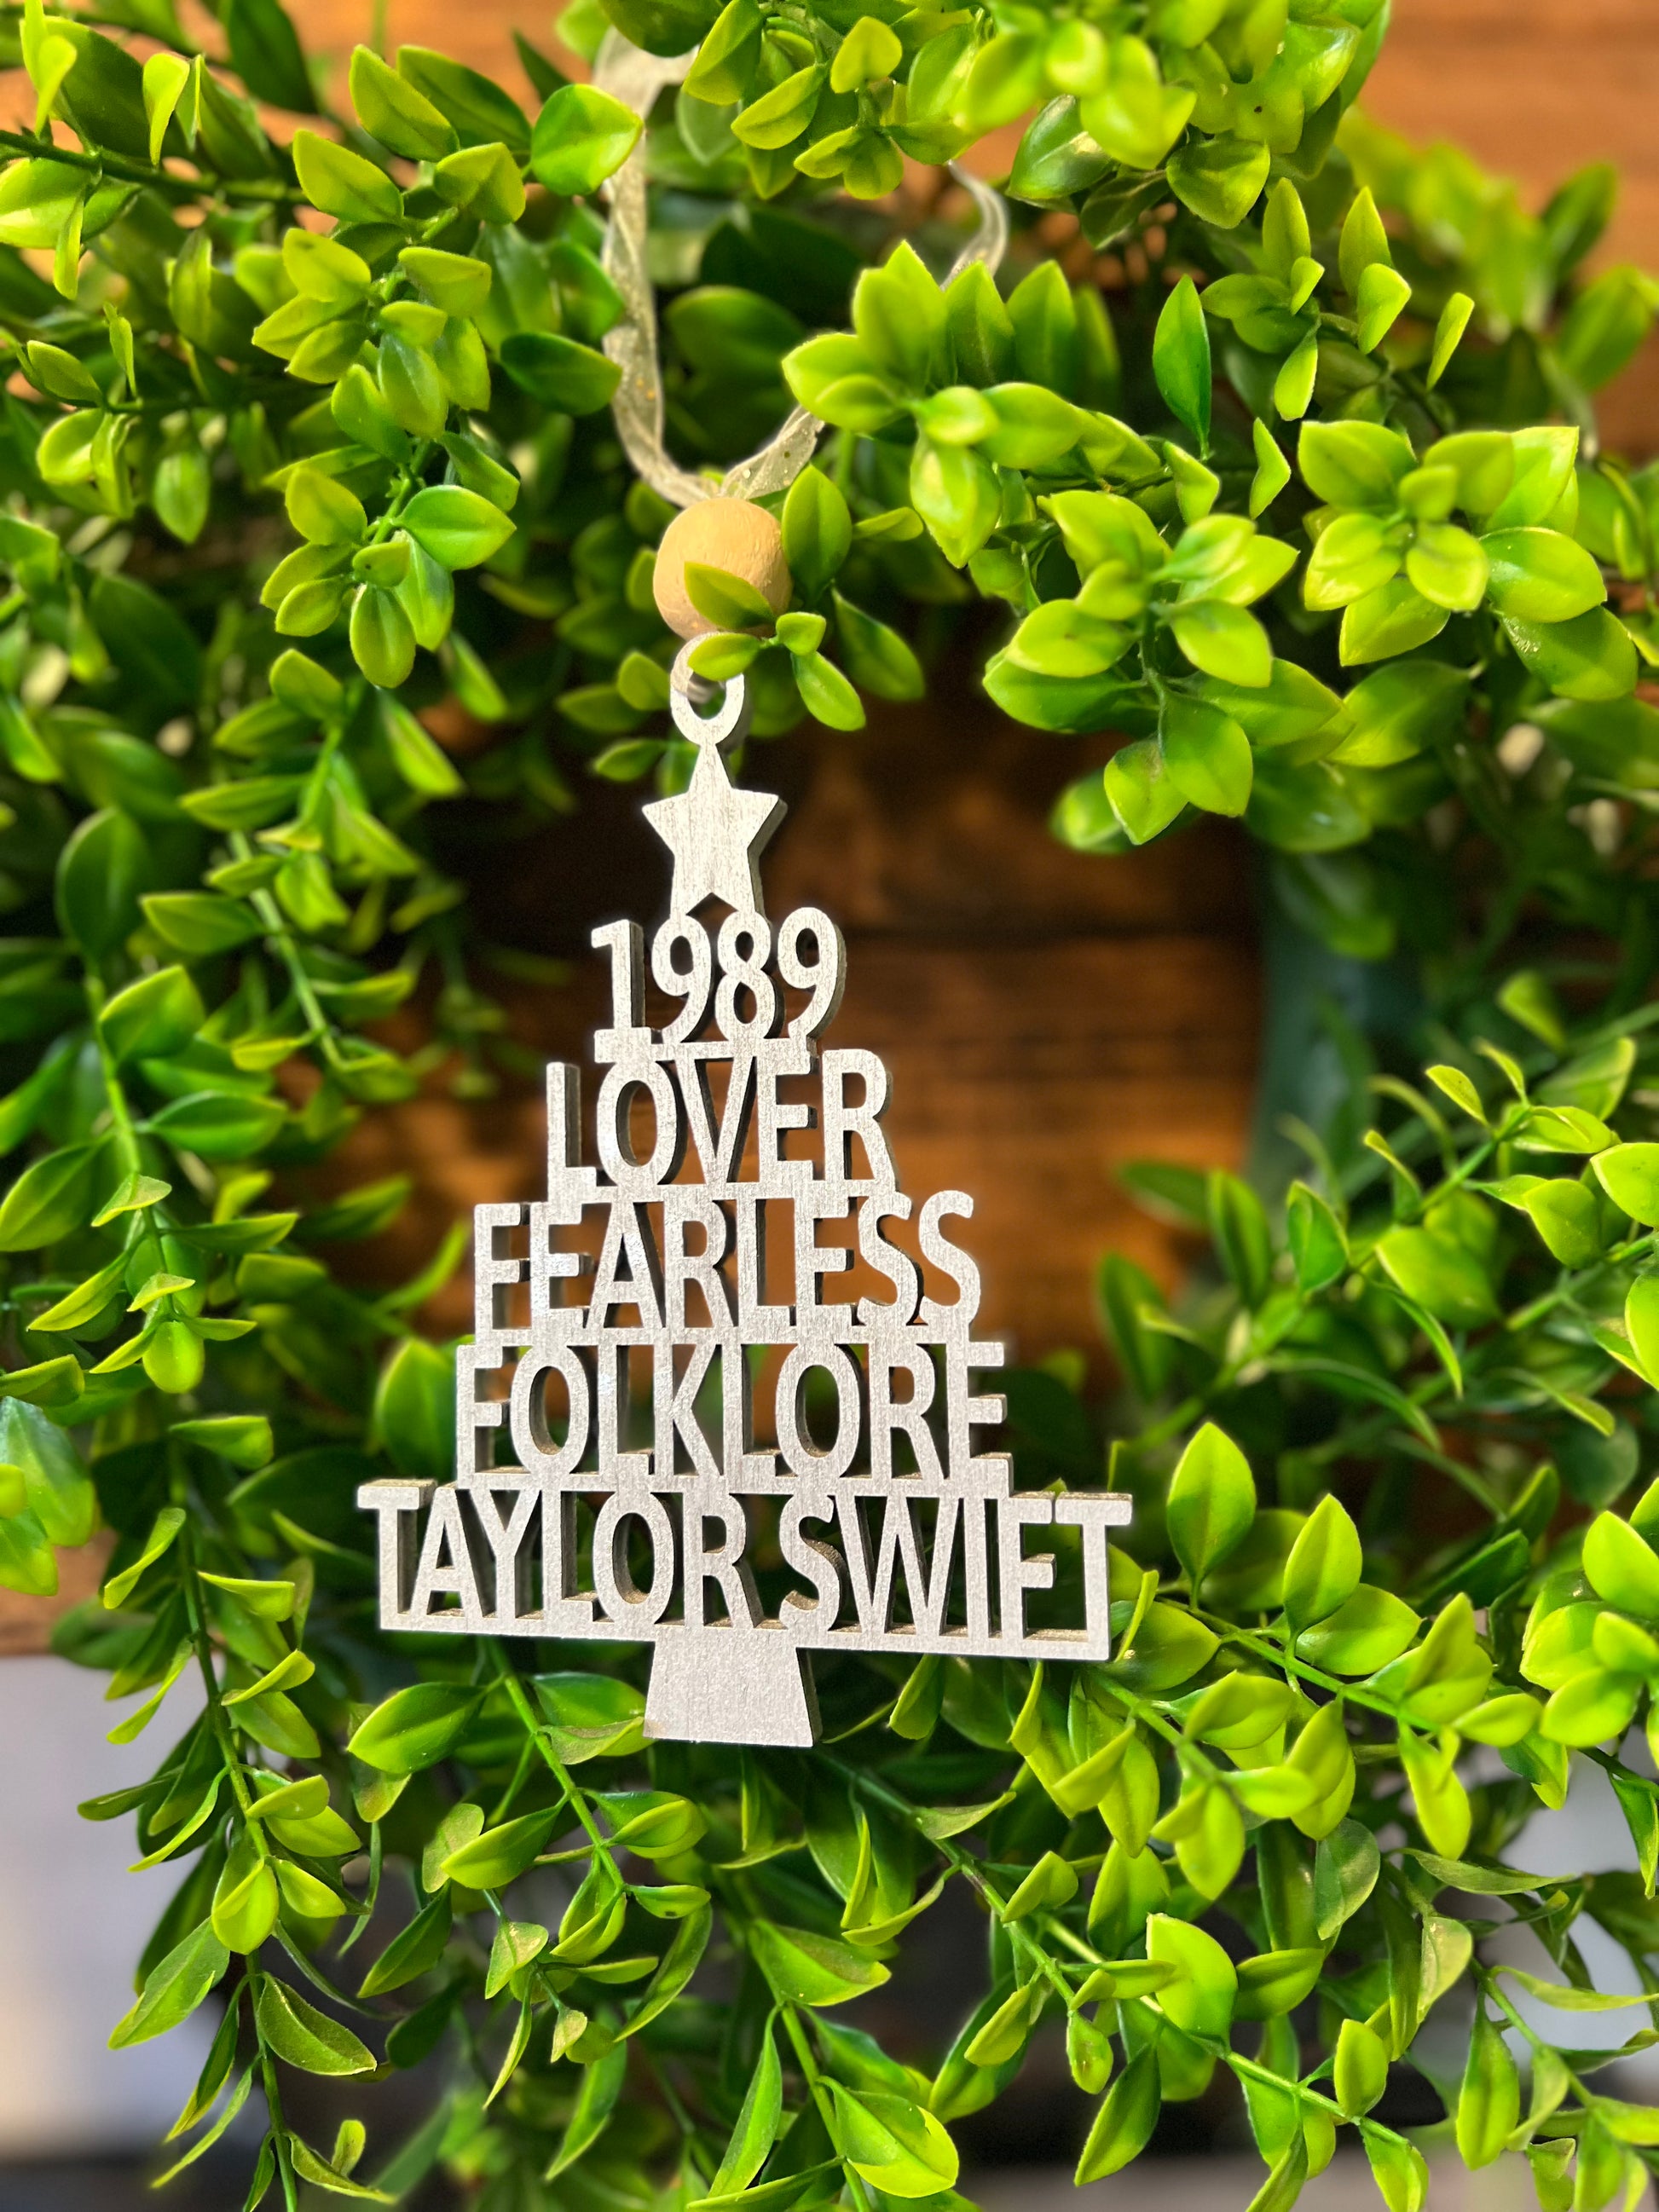 1989
LOVER
FEARLESS
FOLKLORE
TAYLOR SWIFT